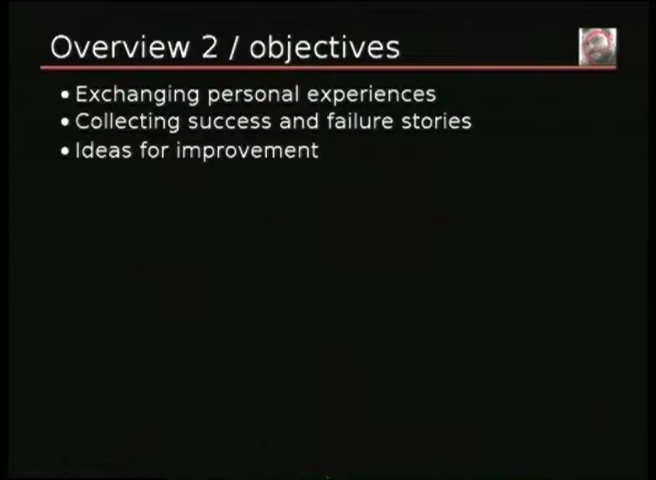 Overview 2 / objectives
• Exchanging personal experiences
• Collecting success and failure stories
• Ideas for improvement